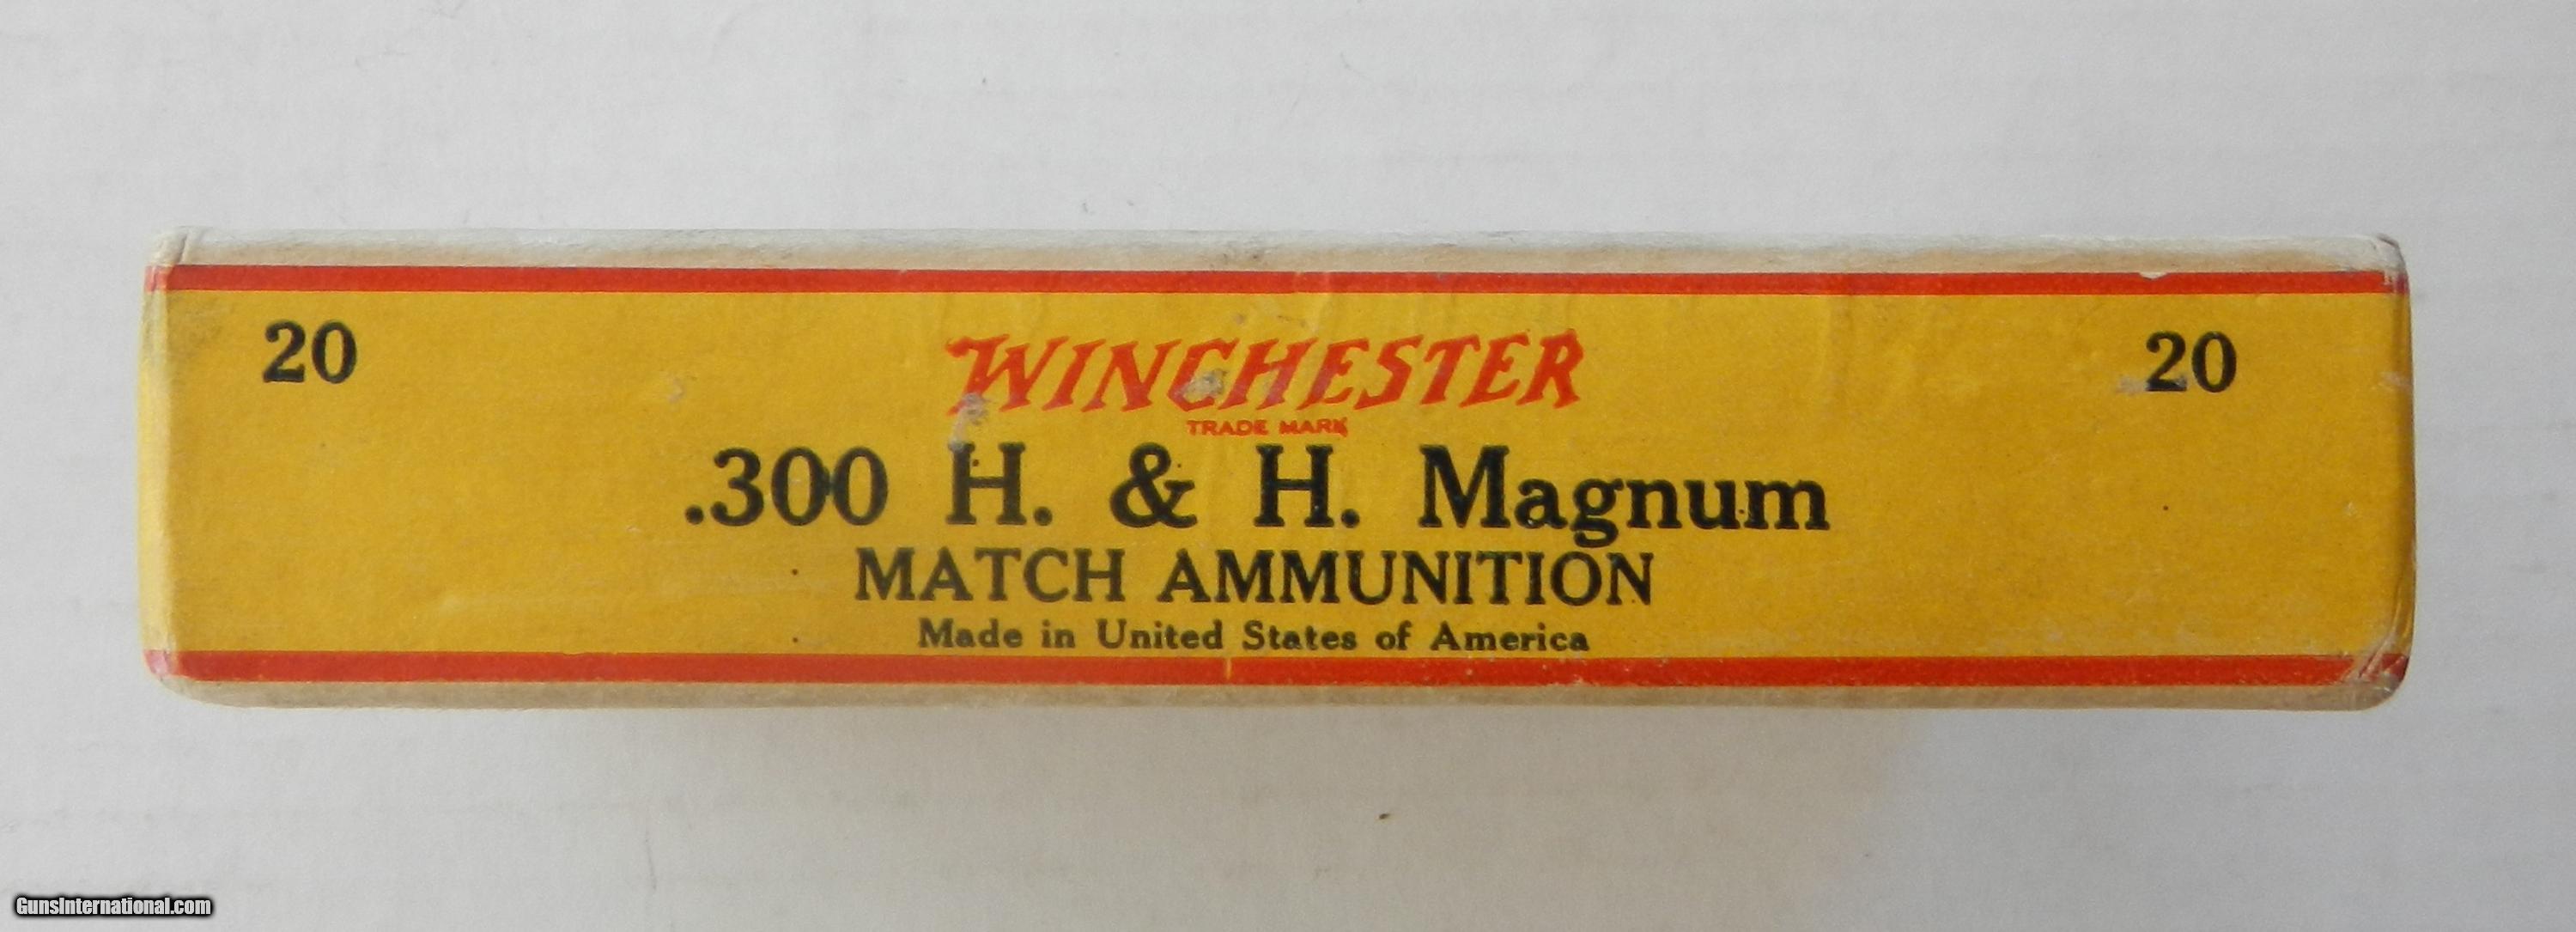 20 WINCHESTER 20
TRADE MARK
.300 H. & H. Magnum
MATCH AMMUNITION
Made in United States of America
GunsInternational.com